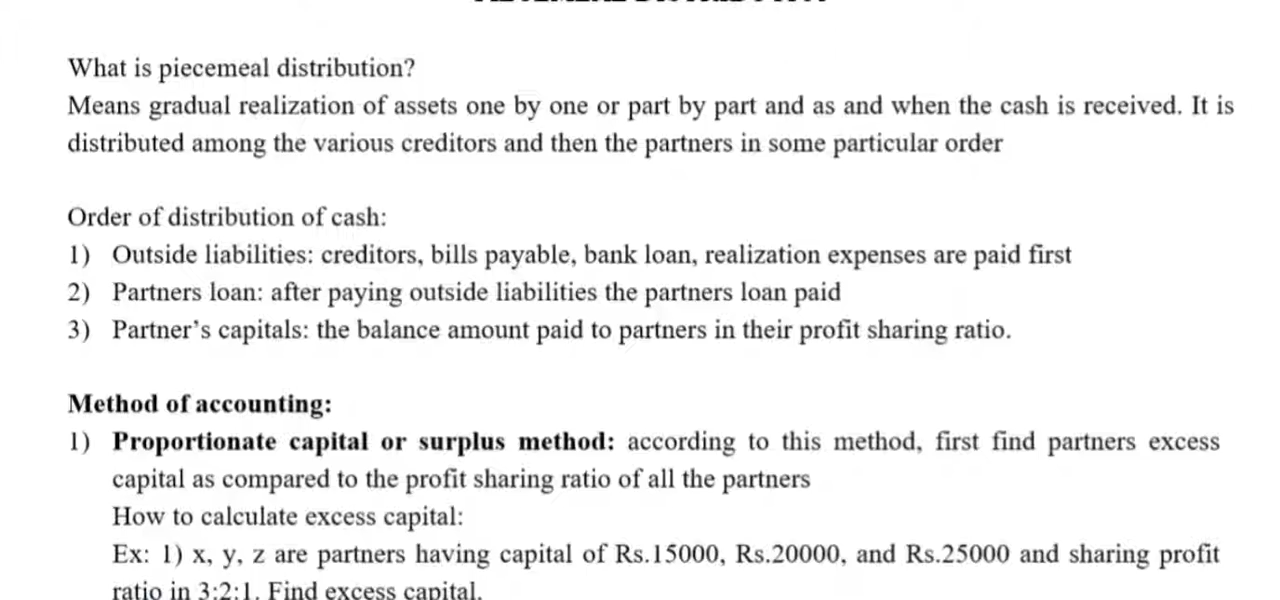 What is piecemeal distribution?
Means gradual realization of assets one by one or part by part and as and when the cash is received. It is
distributed among the various creditors and then the partners in some particular order
Order of distribution of cash:
1) Outside liabilities: creditors, bills payable, bank loan, realization expenses are paid first
2) Partners loan: after paying outside liabilities the partners loan paid
3) Partner’s capitals: the balance amount paid to partners in their profit sharing ratio.
Method of accounting:
1) Proportionate capital or surplus method: according to this method, first find partners excess
capital as compared to the profit sharing ratio of all the partners
How to calculate excess capital:
Ex: 1) x, y, z are partners having capital of Rs.15000, Rs.20000, and Rs.25000 and sharing profit
ratio in 3:2:1. Find excess capital.